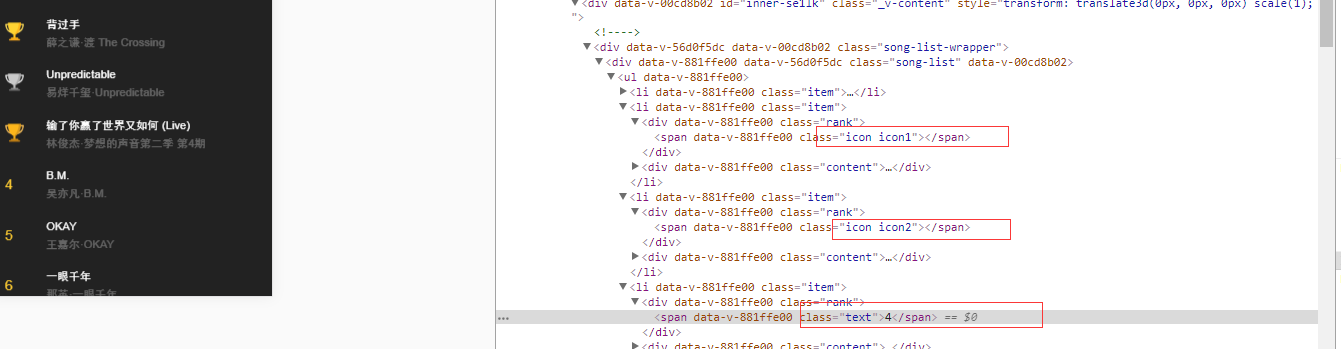 背过手
薛之谦·渡 The Crossing
Unpredictable
易烊千玺·Unpredictable
输了你赢了世界又如何 (Live)
林俊杰·梦想的声音第二季 第4期
4
B.M.
吴亦凡·B.M.
5
OKAY
王嘉尔·OKAY
6
一眼千年
那英·一眼千年
<div data-v-00cd8b02 id="inner-sellk" class="_v-content" style="transform: translate3d(0px, 0px, 0px) scale(1);
">
<!---->
<div data-v-56d0f5dc data-v-00cd8b02 class="song-list-wrapper">
<div data-v-881ffe00 data-v-56d0f5dc class="song-list" data-v-00cd8b02>
<ul data-v-881ffe00>
<li data-v-881ffe00 class="item">…</li>
<li data-v-881ffe00 class="item">
<div data-v-881ffe00 class="rank">
<span data-v-881ffe00 class="icon icon1"></span>
</div>
<div data-v-881ffe00 class="content">…</div>
</li>
<li data-v-881ffe00 class="item">
<div data-v-881ffe00 class="rank">
<span data-v-881ffe00 class="icon icon2"></span>
</div>
<div data-v-881ffe00 class="content">…</div>
</li>
<li data-v-881ffe00 class="item">
<div data-v-881ffe00 class="rank">
… <span data-v-881ffe00 class="text">4</span> == $0
</div>
<div data-v-881ffe00 class="content">…</div>